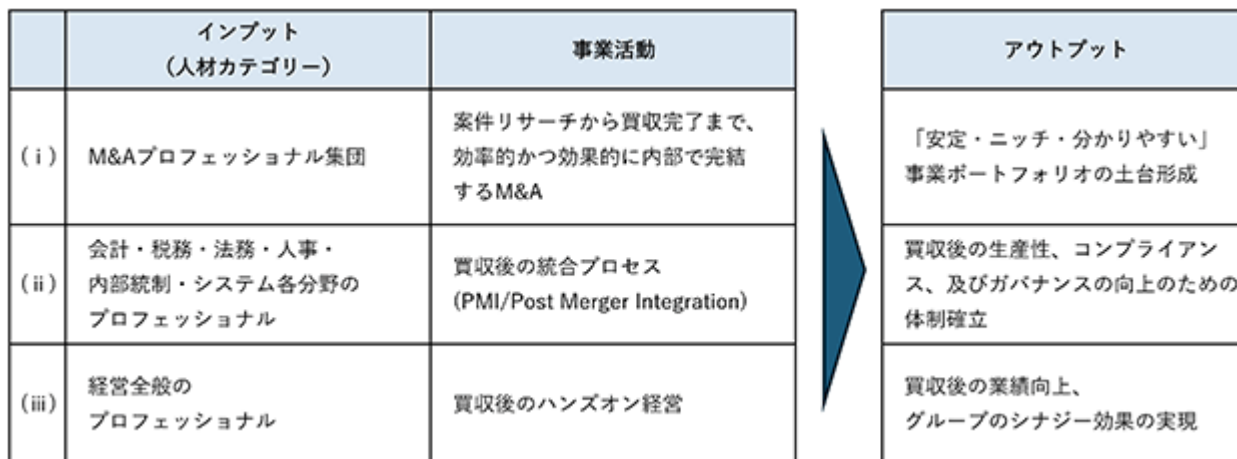 インプット
（人材カテゴリー）
事業活動
アウトプット
（ⅰ）
M&Aプロフェッショナル集団
案件リサーチから買収完了まで、
効率的かつ効果的に内部で完結
するM&A
「安定・ニッチ・分かりやすい」
事業ポートフォリオの土台形成
（ⅱ）
会計・税務・法務・人事・
内部統制・システム各分野の
プロフェッショナル
買収後の統合プロセス
(PMI/Post Merger Integration)
買収後の生産性、コンプライアン
ス、及びガバナンスの向上のための
体制確立
（ⅲ）
経営全般の
プロフェッショナル
買収後のハンズオン経営
買収後の業績向上、
グループのシナジー効果の実現